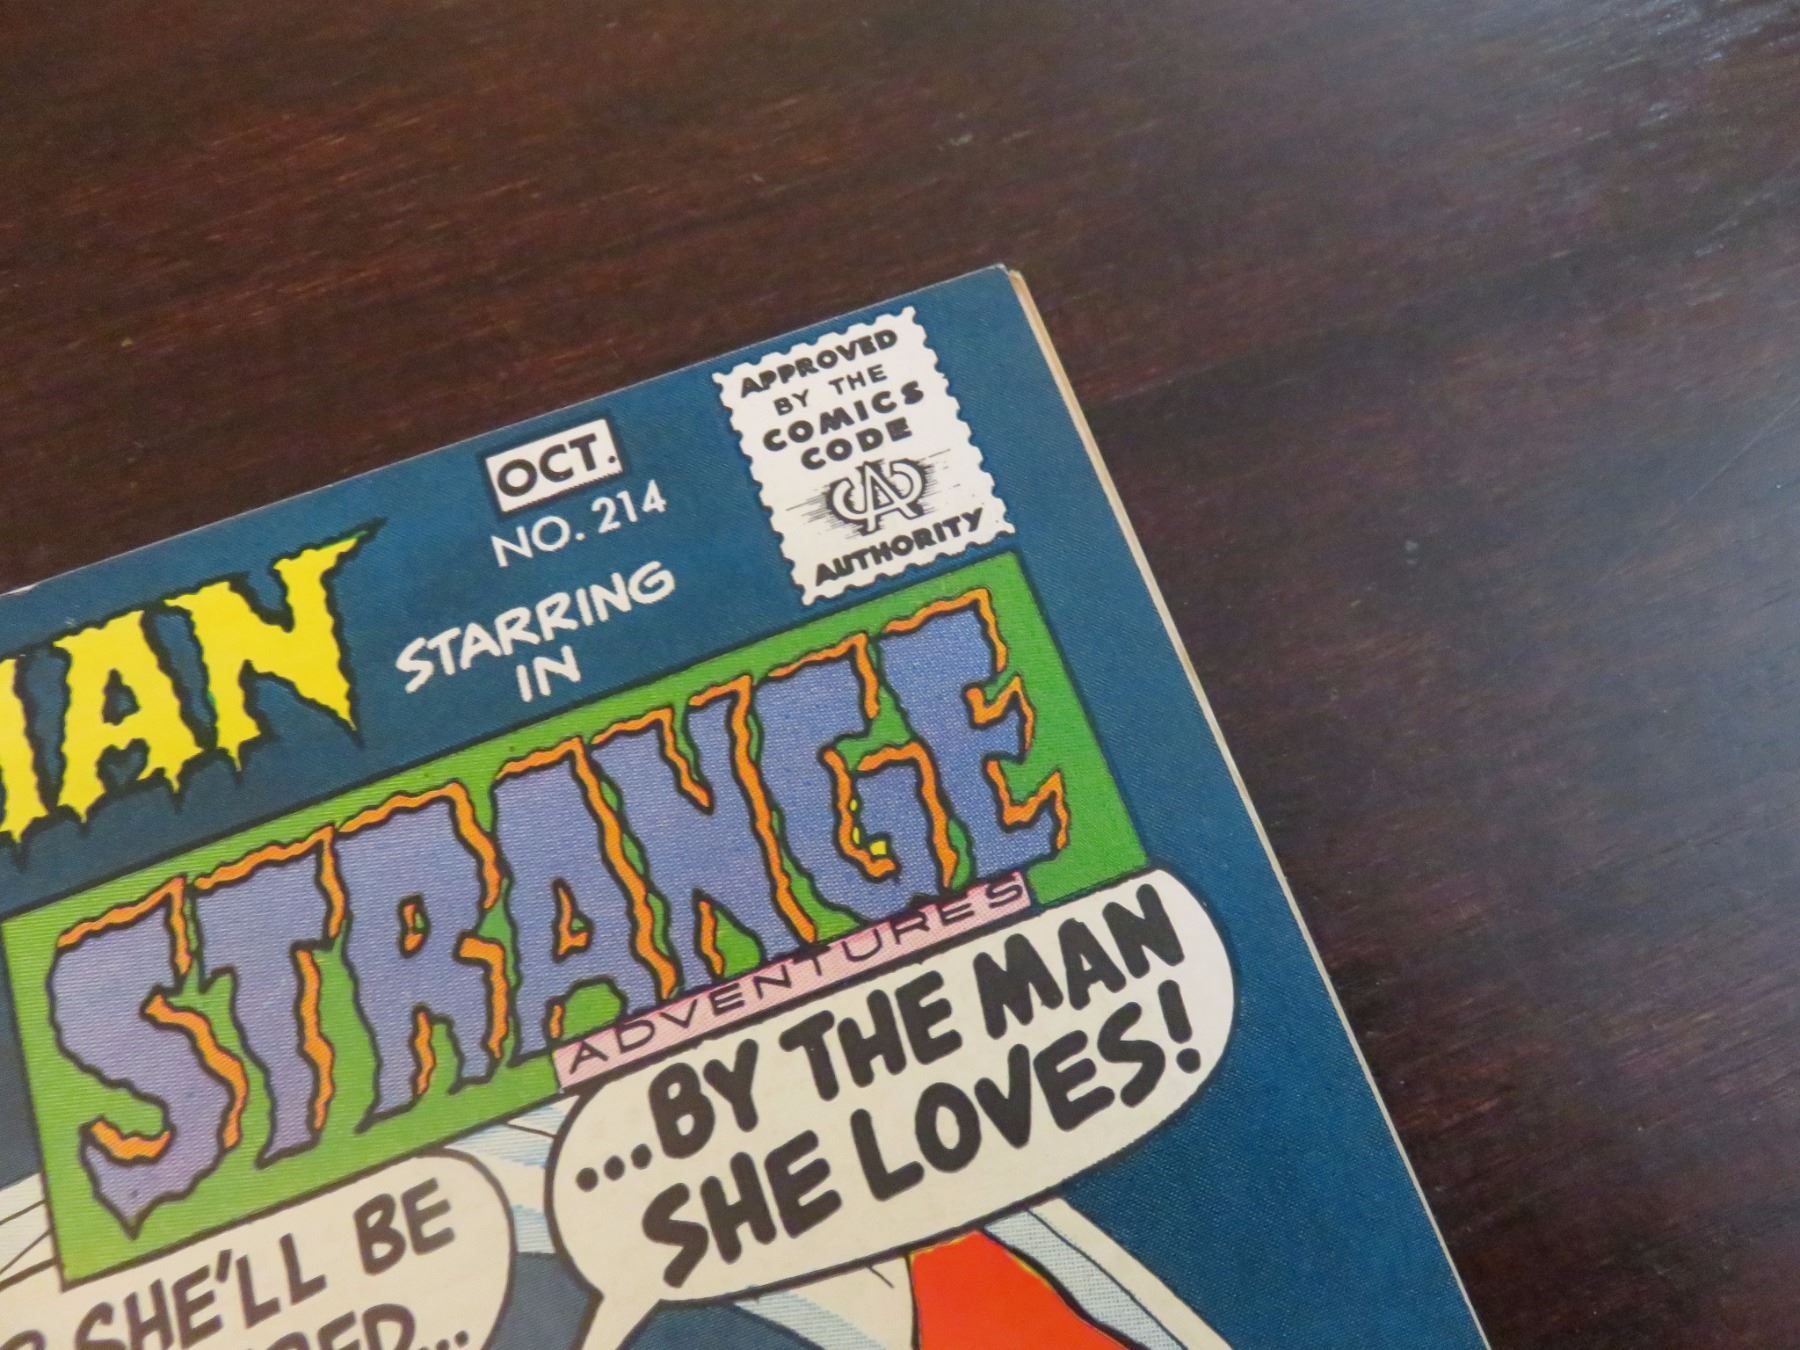 OCT.
NO. 214
APPROVED
BY THE
COMICS
CODE
CA
AUTHORITY
STARRING
IN
STRANGE
ADVENTURES
...BY THE MAN
SHE LOVES!
SHE'LL BE